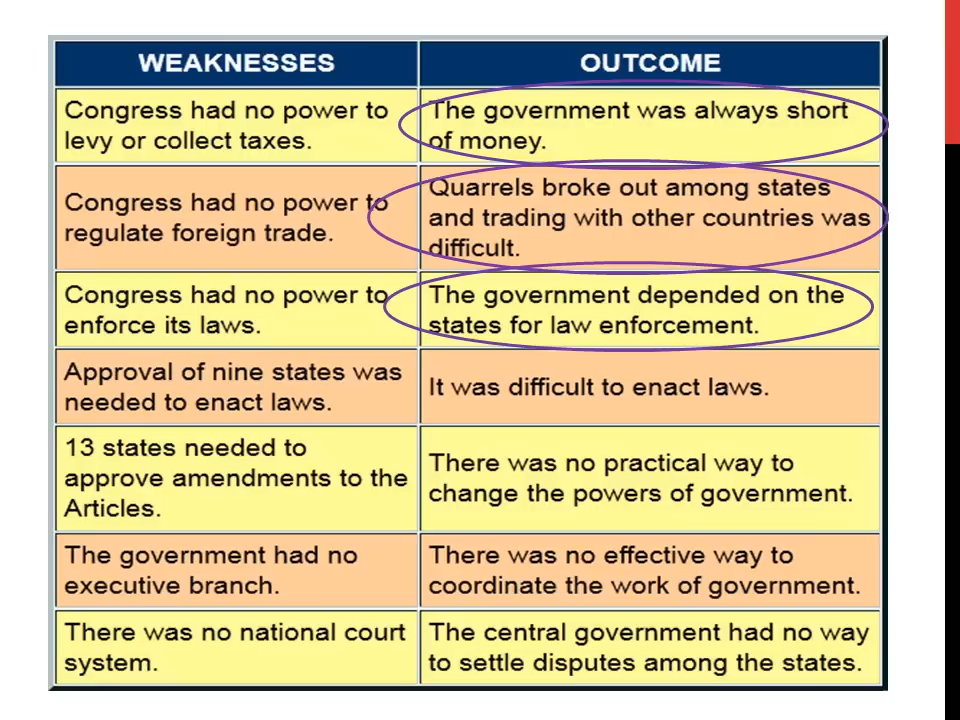 WEAKNESSES
OUTCOME
Congress had no power to
levy or collect taxes.
The government was always short
of money.
Congress had no power to
regulate foreign trade.
Quarrels broke out among states
and trading with other countries was
difficult.
Congress had no power to
enforce its laws.
The government depended on the
states for law enforcement.
Approval of nine states was
needed to enact laws.
It was difficult to enact laws.
13 states needed to
approve amendments to the
Articles.
There was no practical way to
change the powers of government.
The government had no
executive branch.
There was no effective way to
coordinate the work of government.
There was no national court
system.
The central government had no way
to settle disputes among the states.